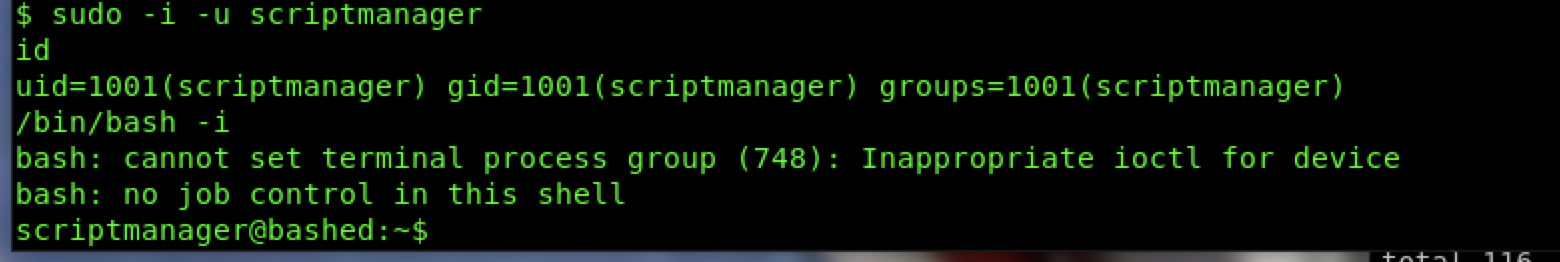 $ sudo -i -u scriptmanager
id
uid=1001(scriptmanager) gid=1001(scriptmanager) groups=1001(scriptmanager)
/bin/bash -i
bash: cannot set terminal process group (748): Inappropriate ioctl for device
bash: no job control in this shell
scriptmanager@bashed:~$
total 116